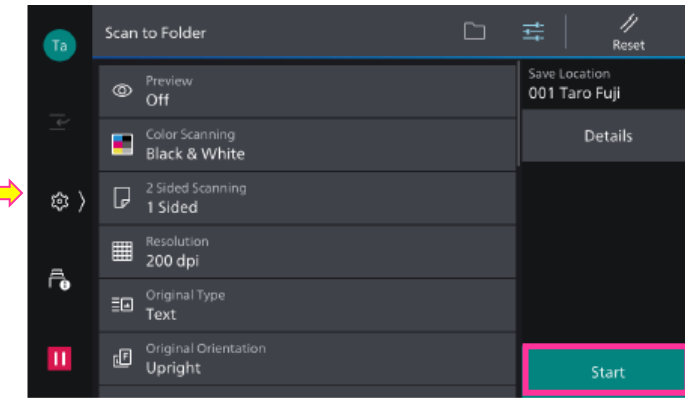 Ta
Scan to Folder
Reset
Preview
Off
Color Scanning
Black & White
2 Sided Scanning
1 Sided
Resolution
200 dpi
Original Type
Text
Original Orientation
Upright
Save Location
001 Taro Fuji
Details
Start